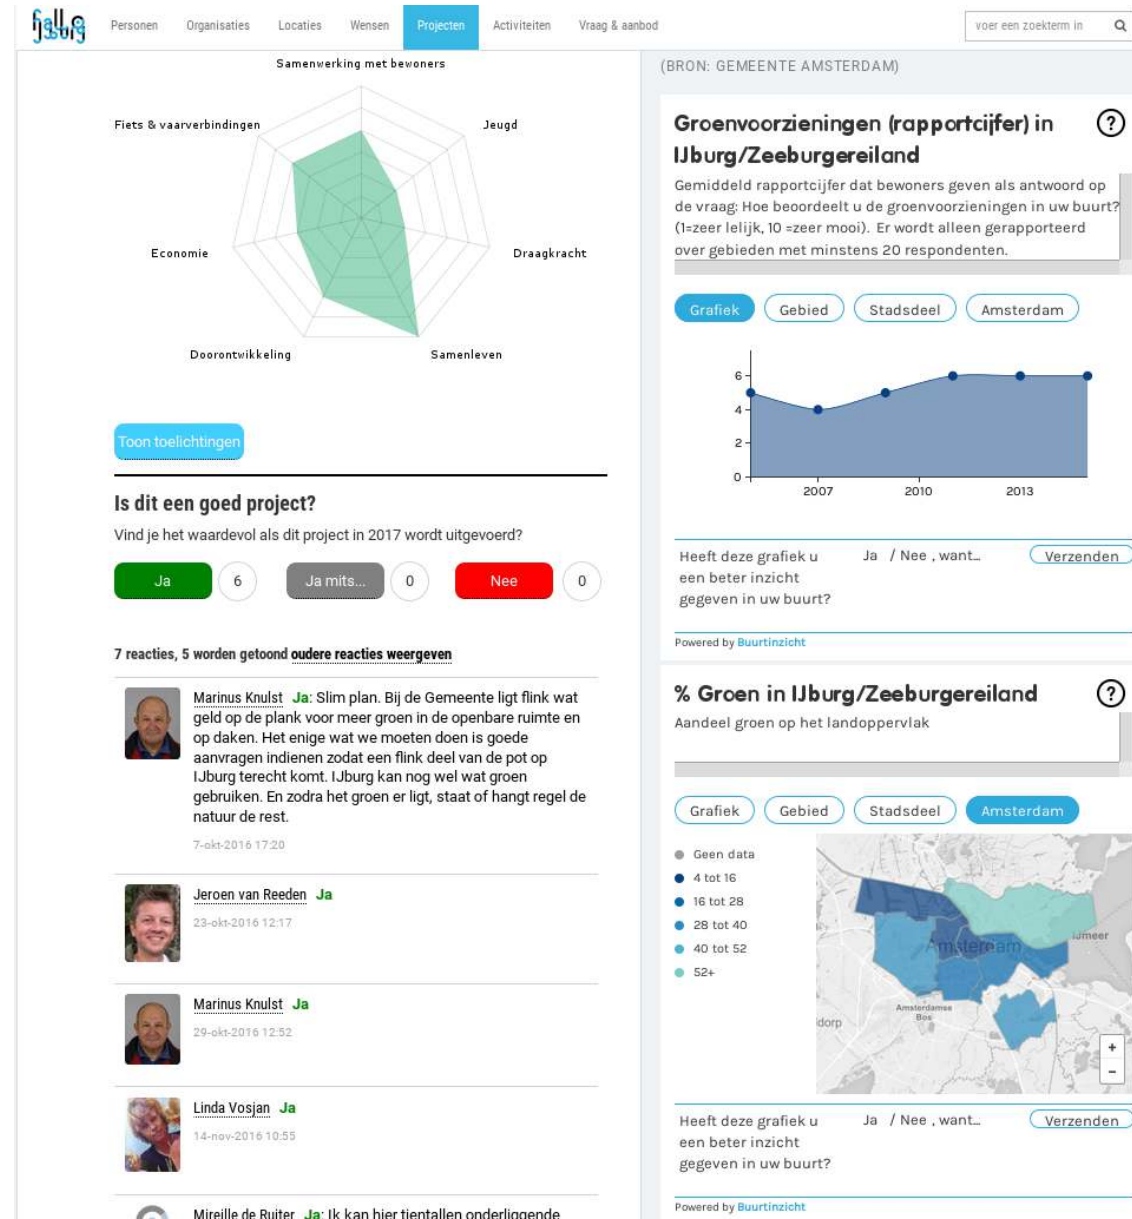 hallo
ijburg
Personen
Organisaties
Locaties
Wensen
Projecten
Activiteiten
Vraag & aanbod
voer een zoekterm in
Samenwerking met bewoners
Fiets & vaarverbindingen
Jeugd
Economie
Draagkracht
Doorontwikkeling
Samenleven
Toon toelichtingen
Is dit een goed project?
Vind je het waardevol als dit project in 2017 wordt uitgevoerd?
Ja 6 Ja mits... 0 Nee 0
7 reacties, 5 worden getoond oudere reacties weergeven
Marinus Knulst Ja: Slim plan. Bij de Gemeente ligt flink wat
geld op de plank voor meer groen in de openbare ruimte en
op daken. Het enige wat we moeten doen is goede
aanvragen indienen zodat een flink deel van de pot op
IJburg terecht komt. IJburg kan nog wel wat groen
gebruiken. En zodra het groen er ligt, staat of hangt regel de
natuur de rest.
7-okt-2016 17:20
Jeroen van Reeden Ja
23-okt-2016 12:17
Marinus Knulst Ja
29-okt-2016 12:52
Linda Vosjan Ja
14-nov-2016 10:55
Mireille de Ruiter Ja: Ik kan hier tientallen onderliggende
(BRON: GEMEENTE AMSTERDAM)
Groenvoorzieningen (rapportcijfer) in
IJburg/Zeeburgereiland
?
Gemiddeld rapportcijfer dat bewoners geven als antwoord op
de vraag: Hoe beoordeelt u de groenvoorzieningen in uw buurt?
(1=zeer lelijk, 10 =zeer mooi). Er wordt alleen gerapporteerd
over gebieden met minstens 20 respondenten.
Grafiek Gebied Stadsdeel Amsterdam
6
4
2
0
2007 2010 2013
Heeft deze grafiek u
een beter inzicht
gegeven in uw buurt?
Ja / Nee , want...
Verzenden
Powered by Buurtinzicht
% Groen in IJburg/Zeeburgereiland
?
Aandeel groen op het landoppervlak
Grafiek Gebied Stadsdeel Amsterdam
Geen data
4 tot 16
16 tot 28
28 tot 40
40 tot 52
52+
Amsterdam
IJmeer
Amsterdamse
Bos
ldorp
+
-
Heeft deze grafiek u
een beter inzicht
gegeven in uw buurt?
Ja / Nee , want...
Verzenden
Powered by Buurtinzicht